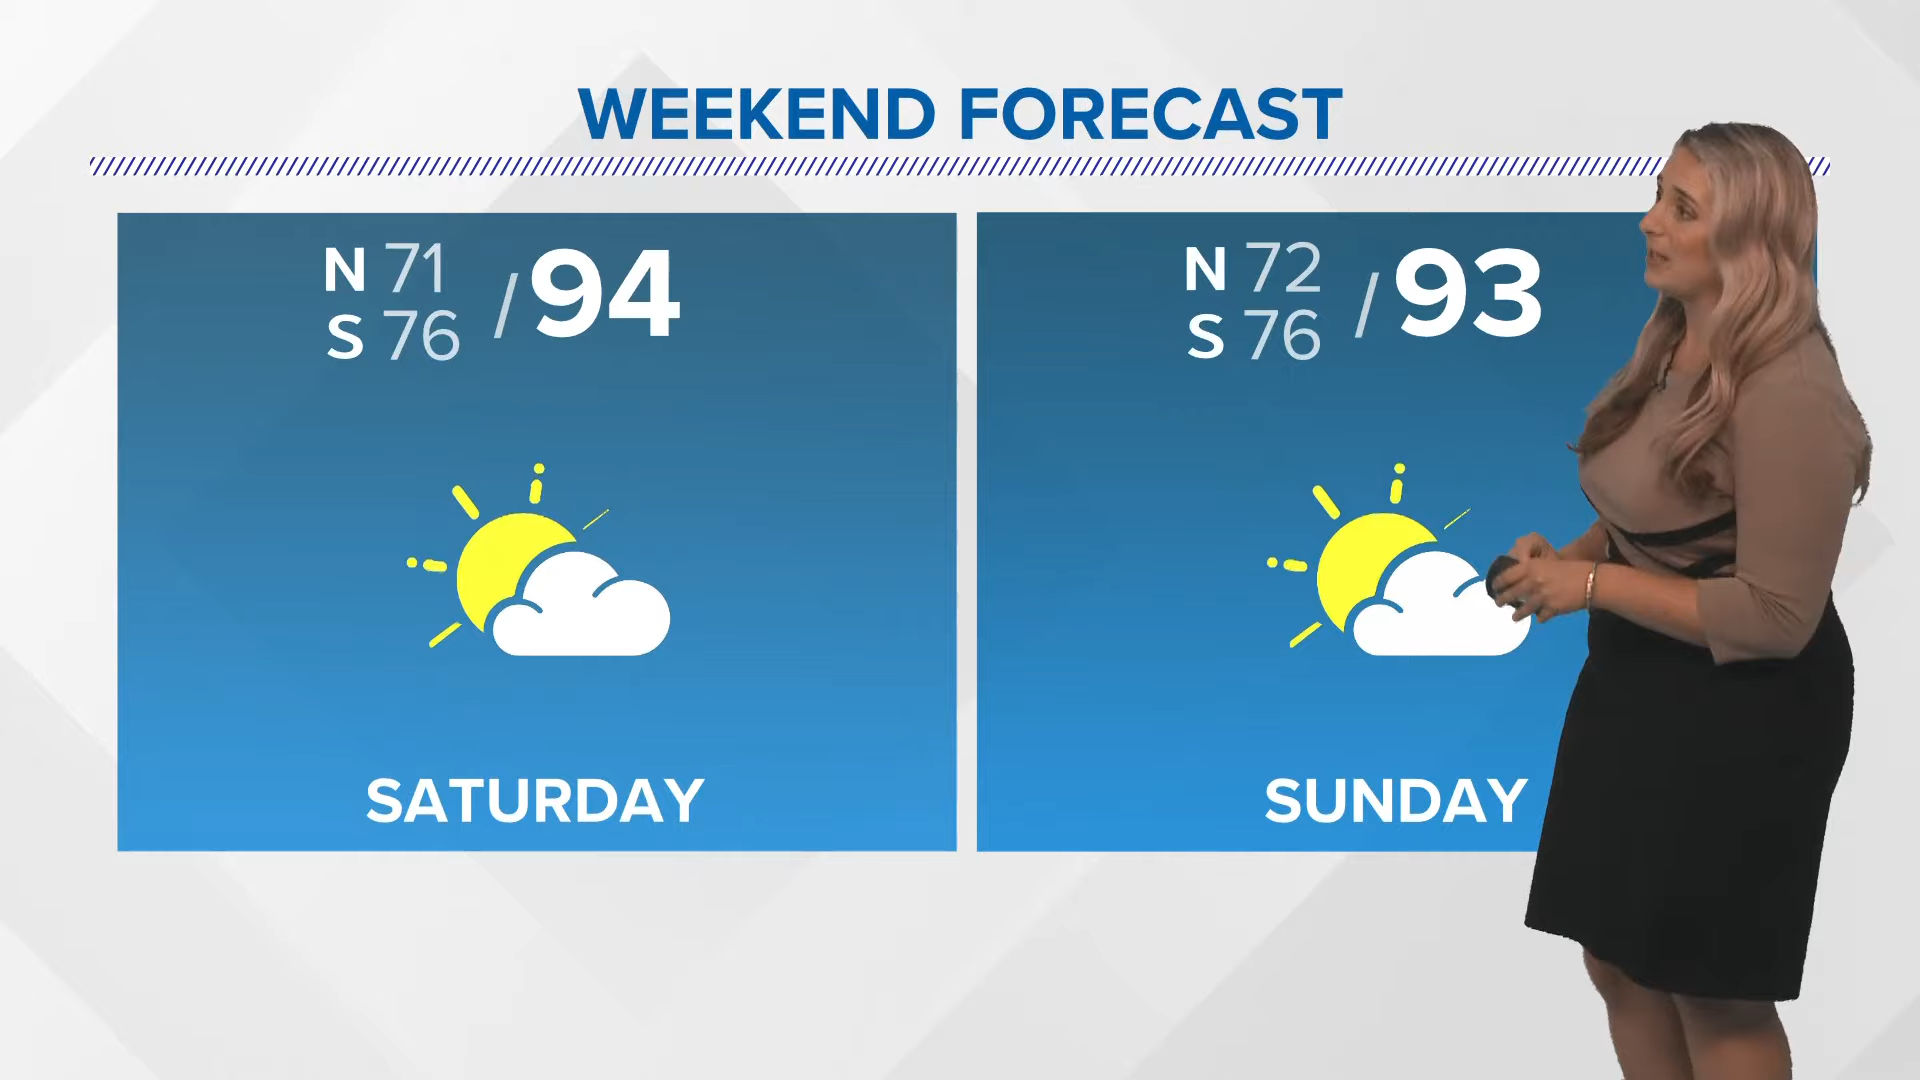 WEEKEND FORECAST
N 71
S 76
/94
SATURDAY
N 72
S 76
/93
SUNDAY